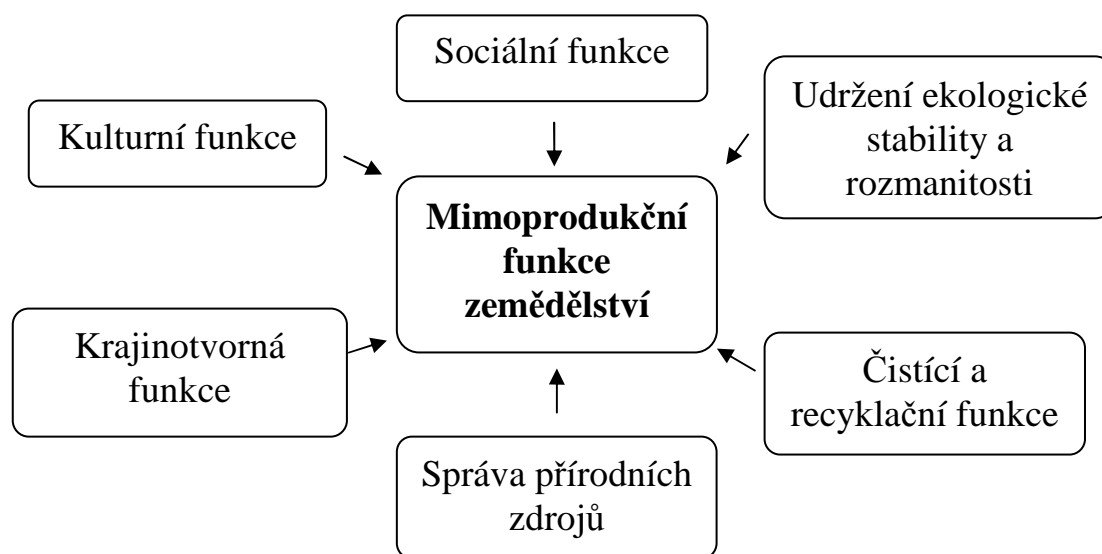 Sociální funkce
Kulturní funkce
Udržení ekologické
stability a
rozmanitosti
Mimoprodukční
funkce
zemědělství
Krajinotvorná
funkce
Čistící a
recyklační funkce
Správa přírodních
zdrojů